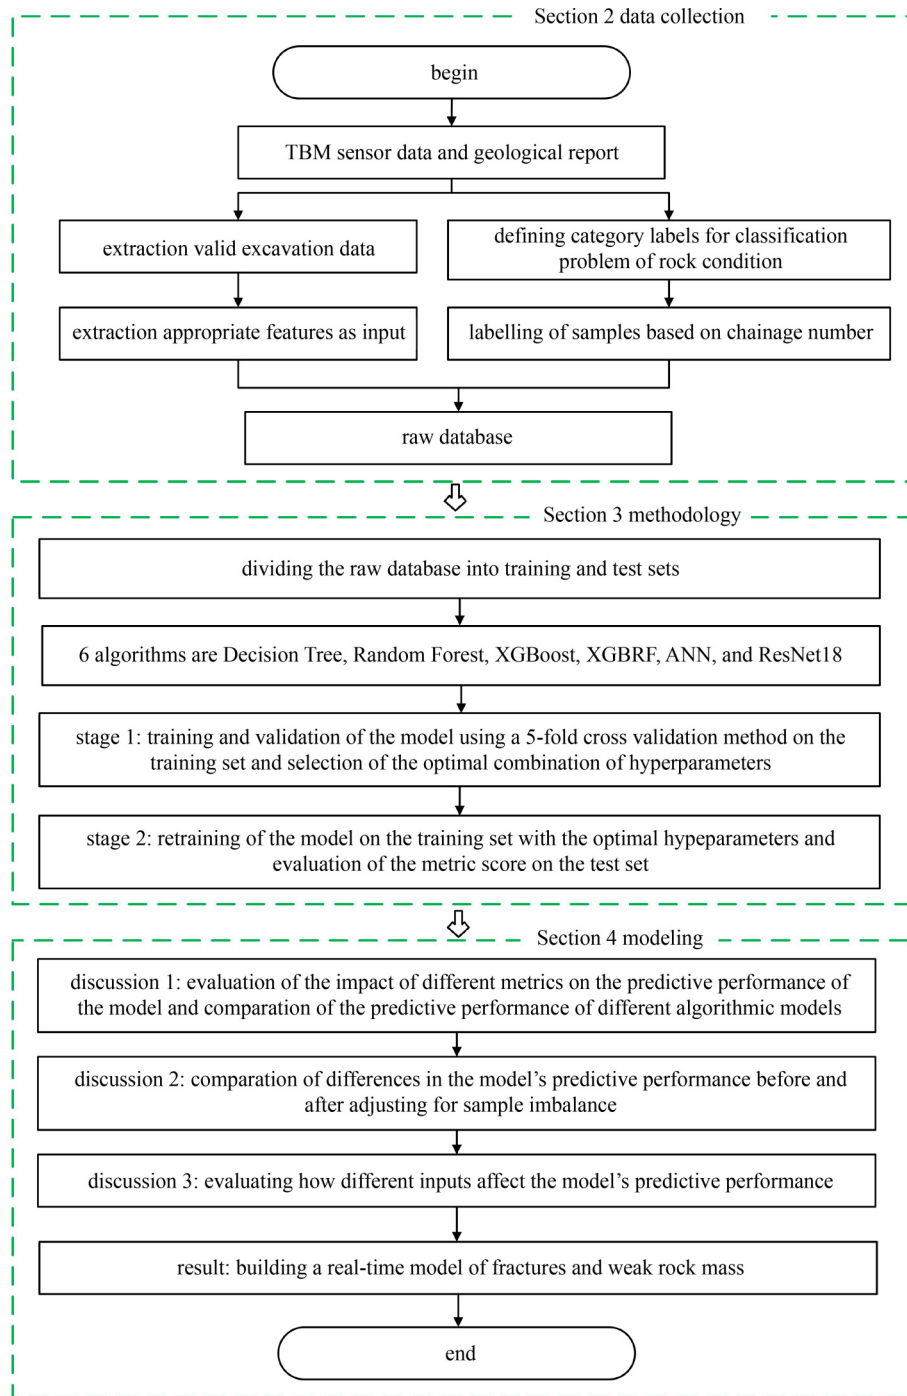 Section 2 data collection
begin
TBM sensor data and geological report
extraction valid excavation data
defining category labels for classification
problem of rock condition
extraction appropriate features as input
labelling of samples based on chainage number
raw database
Section 3 methodology
dividing the raw database into training and test sets
6 algorithms are Decision Tree, Random Forest, XGBoost, XGBRF, ANN, and ResNet18
stage 1: training and validation of the model using a 5-fold cross validation method on the
training set and selection of the optimal combination of hyperparameters
stage 2: retraining of the model on the training set with the optimal hypeparameters and
evaluation of the metric score on the test set
Section 4 modeling
discussion 1: evaluation of the impact of different metrics on the predictive performance of
the model and comparation of the predictive performance of different algorithmic models
discussion 2: comparation of differences in the model’s predictive performance before and
after adjusting for sample imbalance
discussion 3: evaluating how different inputs affect the model’s predictive performance
result: building a real-time model of fractures and weak rock mass
end